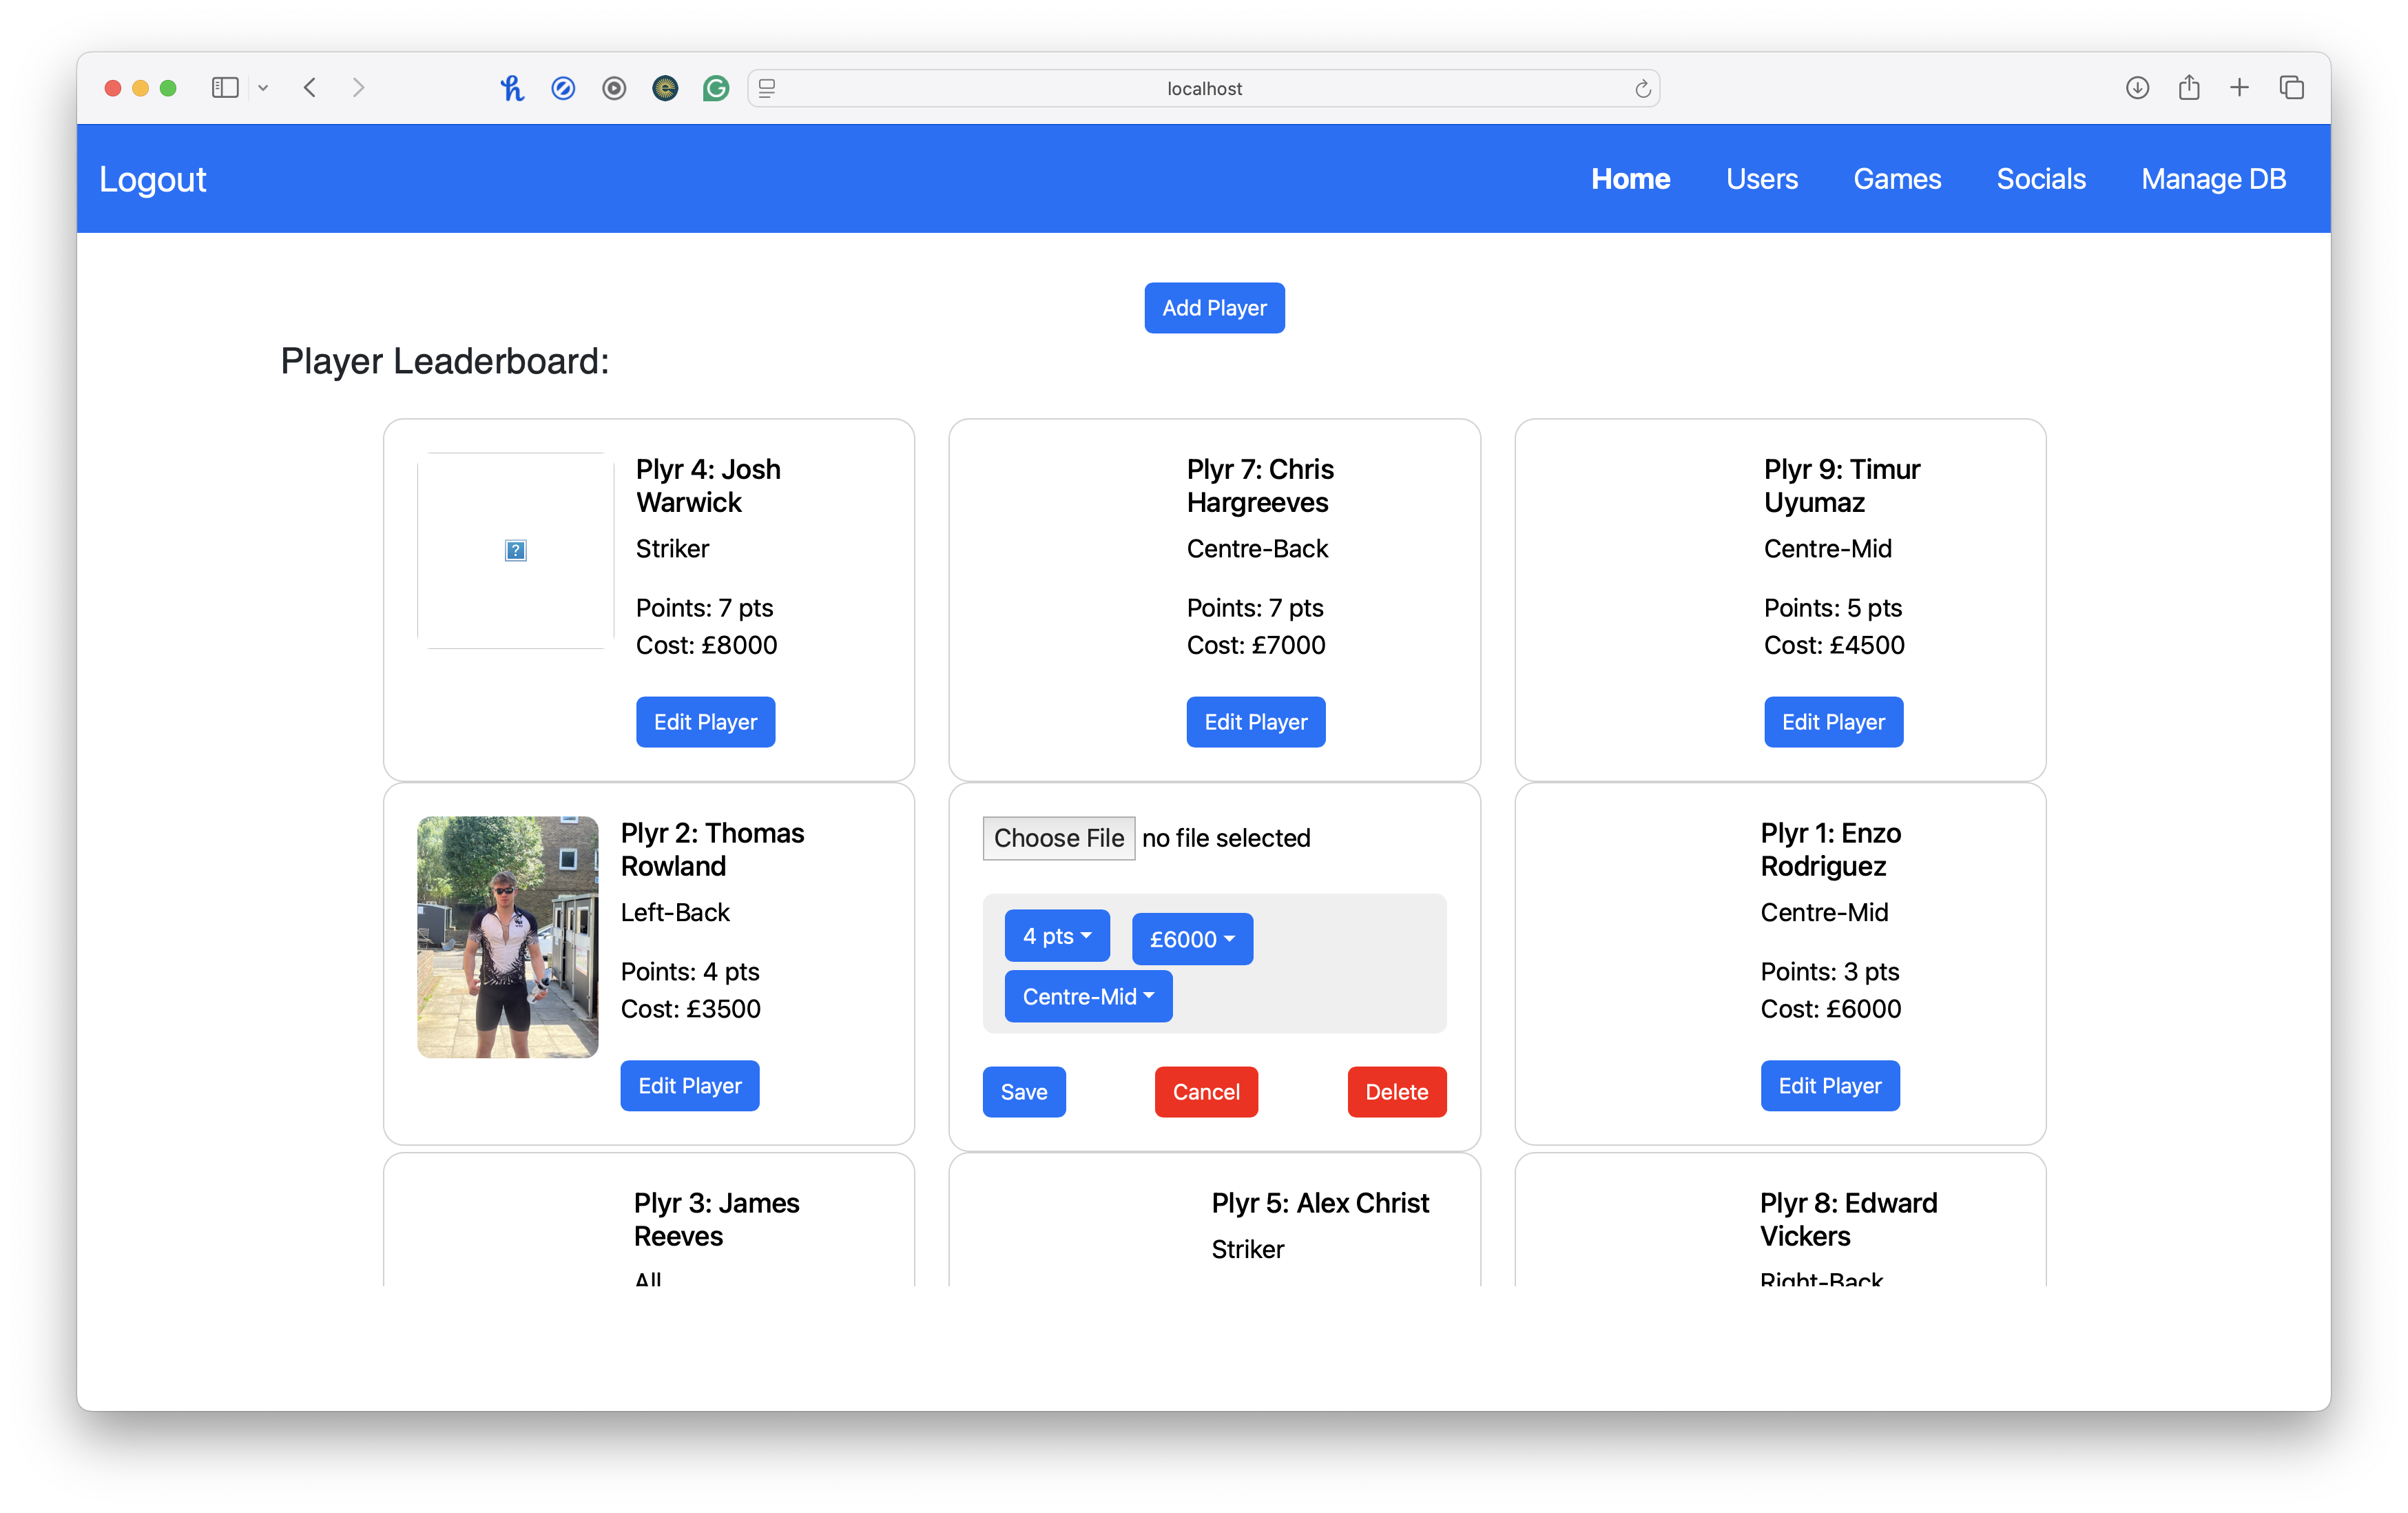 localhost
Logout
Home
Users
Games
Socials
Manage DB
Add Player
Player Leaderboard:
Plyr 4: Josh
Warwick
Striker
Points: 7 pts
Cost: £8000
Edit Player
Plyr 7: Chris
Hargreeves
Centre-Back
Points: 7 pts
Cost: £7000
Edit Player
Plyr 9: Timur
Uyumaz
Centre-Mid
Points: 5 pts
Cost: £4500
Edit Player
Plyr 2: Thomas
Rowland
Left-Back
Points: 4 pts
Cost: £3500
Edit Player
Choose File no file selected
4 pts
£6000
Centre-Mid
Save
Cancel
Delete
Plyr 1: Enzo
Rodriguez
Centre-Mid
Points: 3 pts
Cost: £6000
Edit Player
Plyr 3: James
Reeves
All
Plyr 5: Alex Christ
Striker
Plyr 8: Edward
Vickers
Right-Back